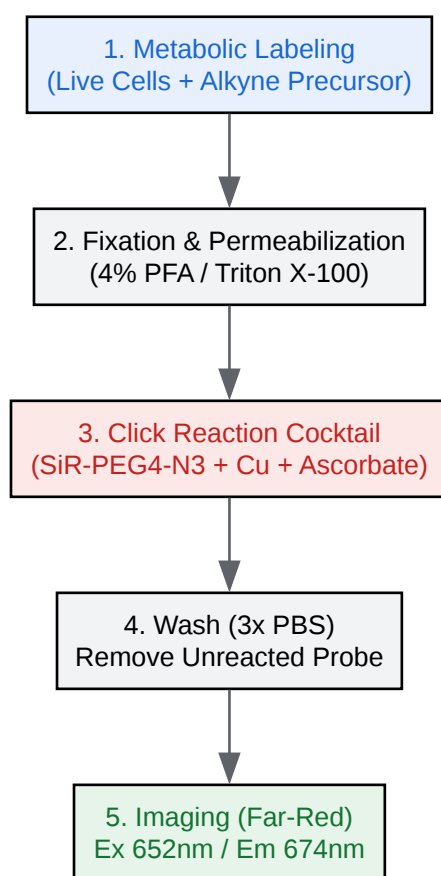 1. Metabolic Labeling
(Live Cells + Alkyne Precursor)
2. Fixation & Permeabilization
(4% PFA / Triton X-100)
3. Click Reaction Cocktail
(SiR-PEG4-N3 + Cu + Ascorbate)
4. Wash (3x PBS)
Remove Unreacted Probe
5. Imaging (Far-Red)
Ex 652nm / Em 674nm